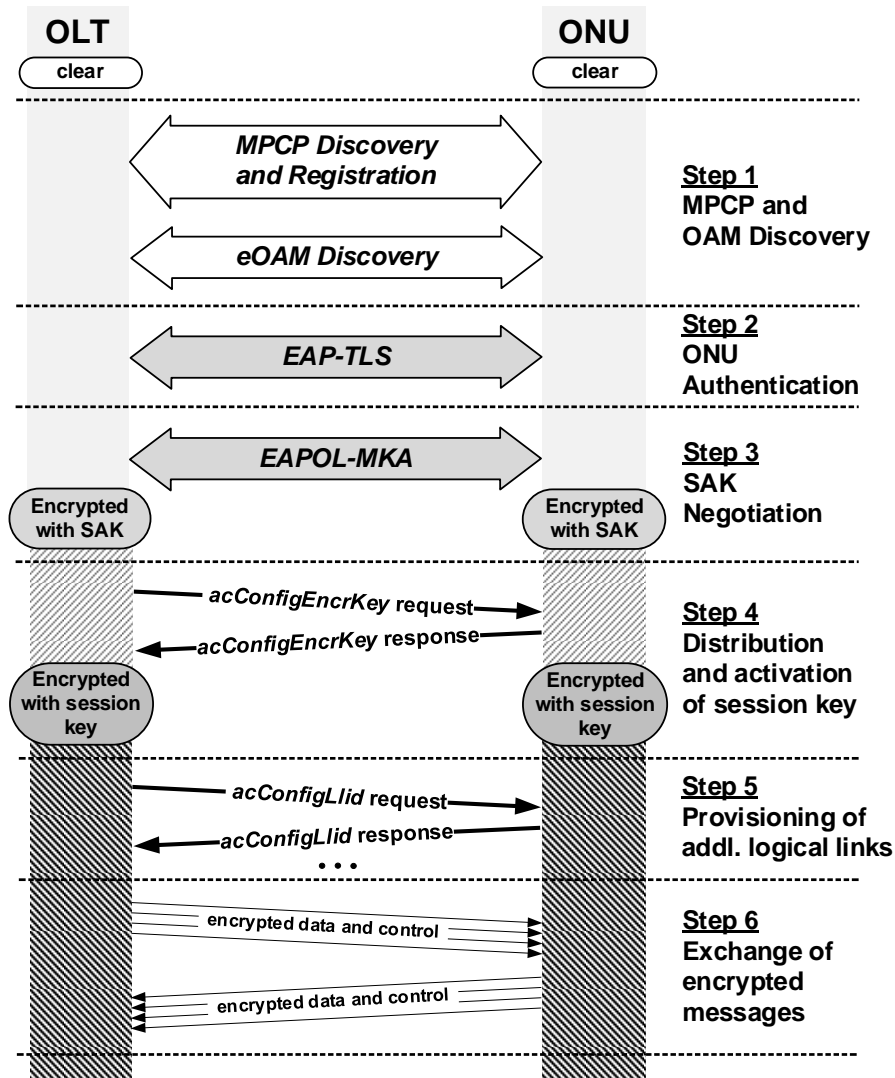 OLT
ONU
clear
clear
MPCP Discovery
and Registration
Step 1
MPCP and
OAM Discovery
eOAM Discovery
Step 2
ONU
Authentication
EAP-TLS
EAPOL-MKA
Step 3
SAK
Negotiation
Encrypted
with SAK
Encrypted
with SAK
acConfigEncrKey request
acConfigEncrKey response
Step 4
Distribution
and activation
of session key
Encrypted
with session
key
Encrypted
with session
key
acConfigLlid request
acConfigLlid response
• • •
Step 5
Provisioning of
addl. logical links
encrypted data and control
encrypted data and control
Step 6
Exchange of
encrypted
messages